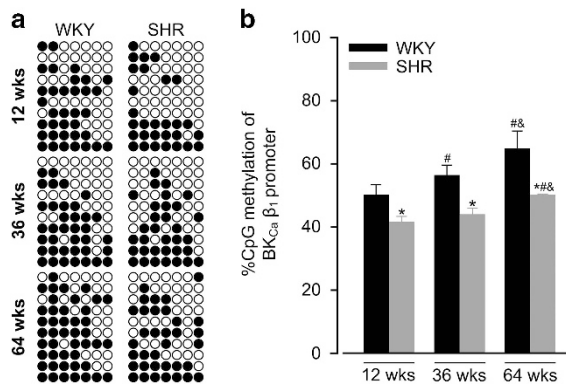 a
WKY SHR
12 wks
36 wks
64 wks
b
%CpG methylation of
BKCa β1 promoter
100
80
60
40
20
0
WKY
SHR
*
#
*
#&
*#&
12 wks 36 wks 64 wks